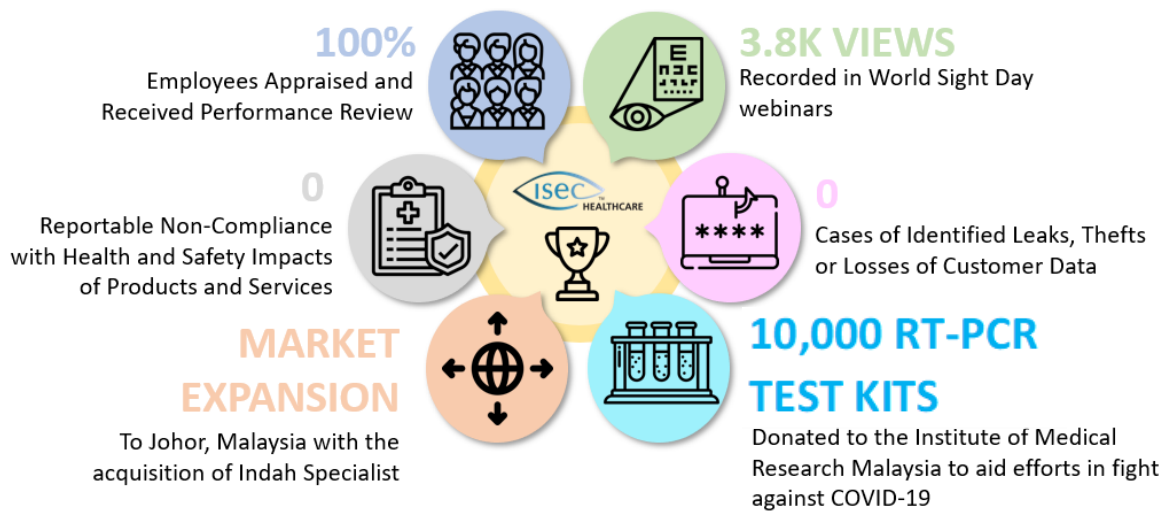 100%
Employees Appraised and
Received Performance Review
3.8K VIEWS
Recorded in World Sight Day
webinars
E
0
Reportable Non-Compliance
with Health and Safety Impacts
of Products and Services
ISEC
TM
HEALTHCARE
****
0
Cases of Identified Leaks, Thefts
or Losses of Customer Data
MARKET
EXPANSION
To Johor, Malaysia with the
acquisition of Indah Specialist
10,000 RT-PCR
TEST KITS
Donated to the Institute of Medical
Research Malaysia to aid efforts in fight
against COVID-19